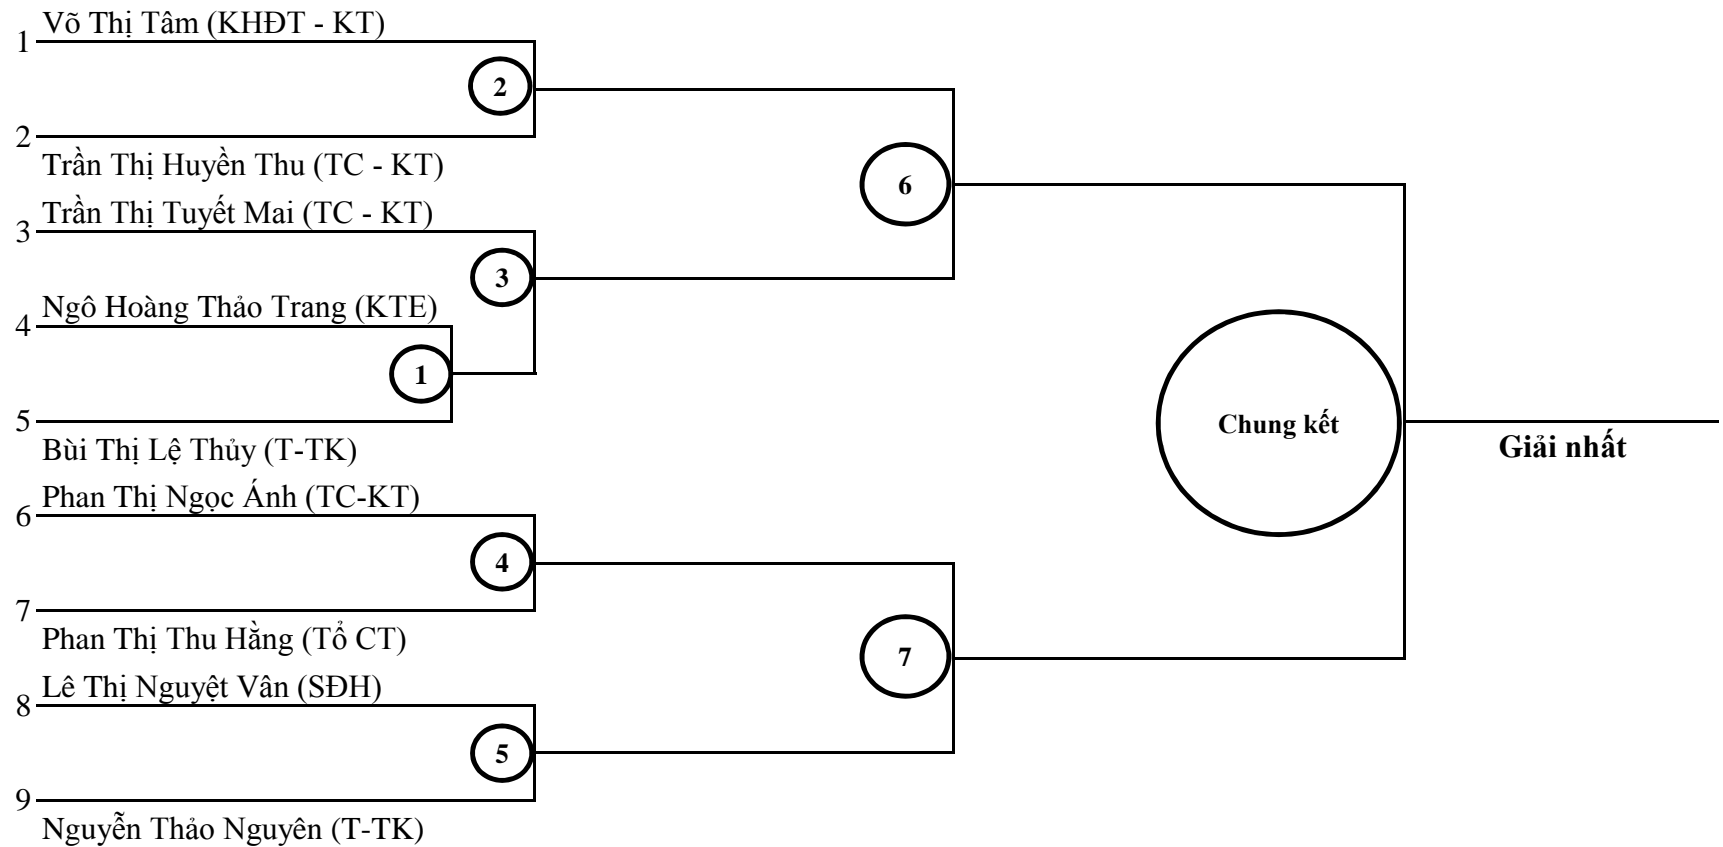 Võ Thị Tâm (KHĐT - KT)
1
2
2
Trần Thị Huyền Thu (TC - KT)
6
Trần Thị Tuyết Mai (TC - KT)
3
3
Ngô Hoàng Thảo Trang (KTE)
4
1
5
Chung kết
Giải nhất
Bùi Thị Lệ Thủy (T-TK)
Phan Thị Ngọc Ánh (TC-KT)
6
4
7
Phan Thị Thu Hằng (Tổ CT)
7
Lê Thị Nguyệt Vân (SĐH)
8
5
9
Nguyễn Thảo Nguyên (T-TK)